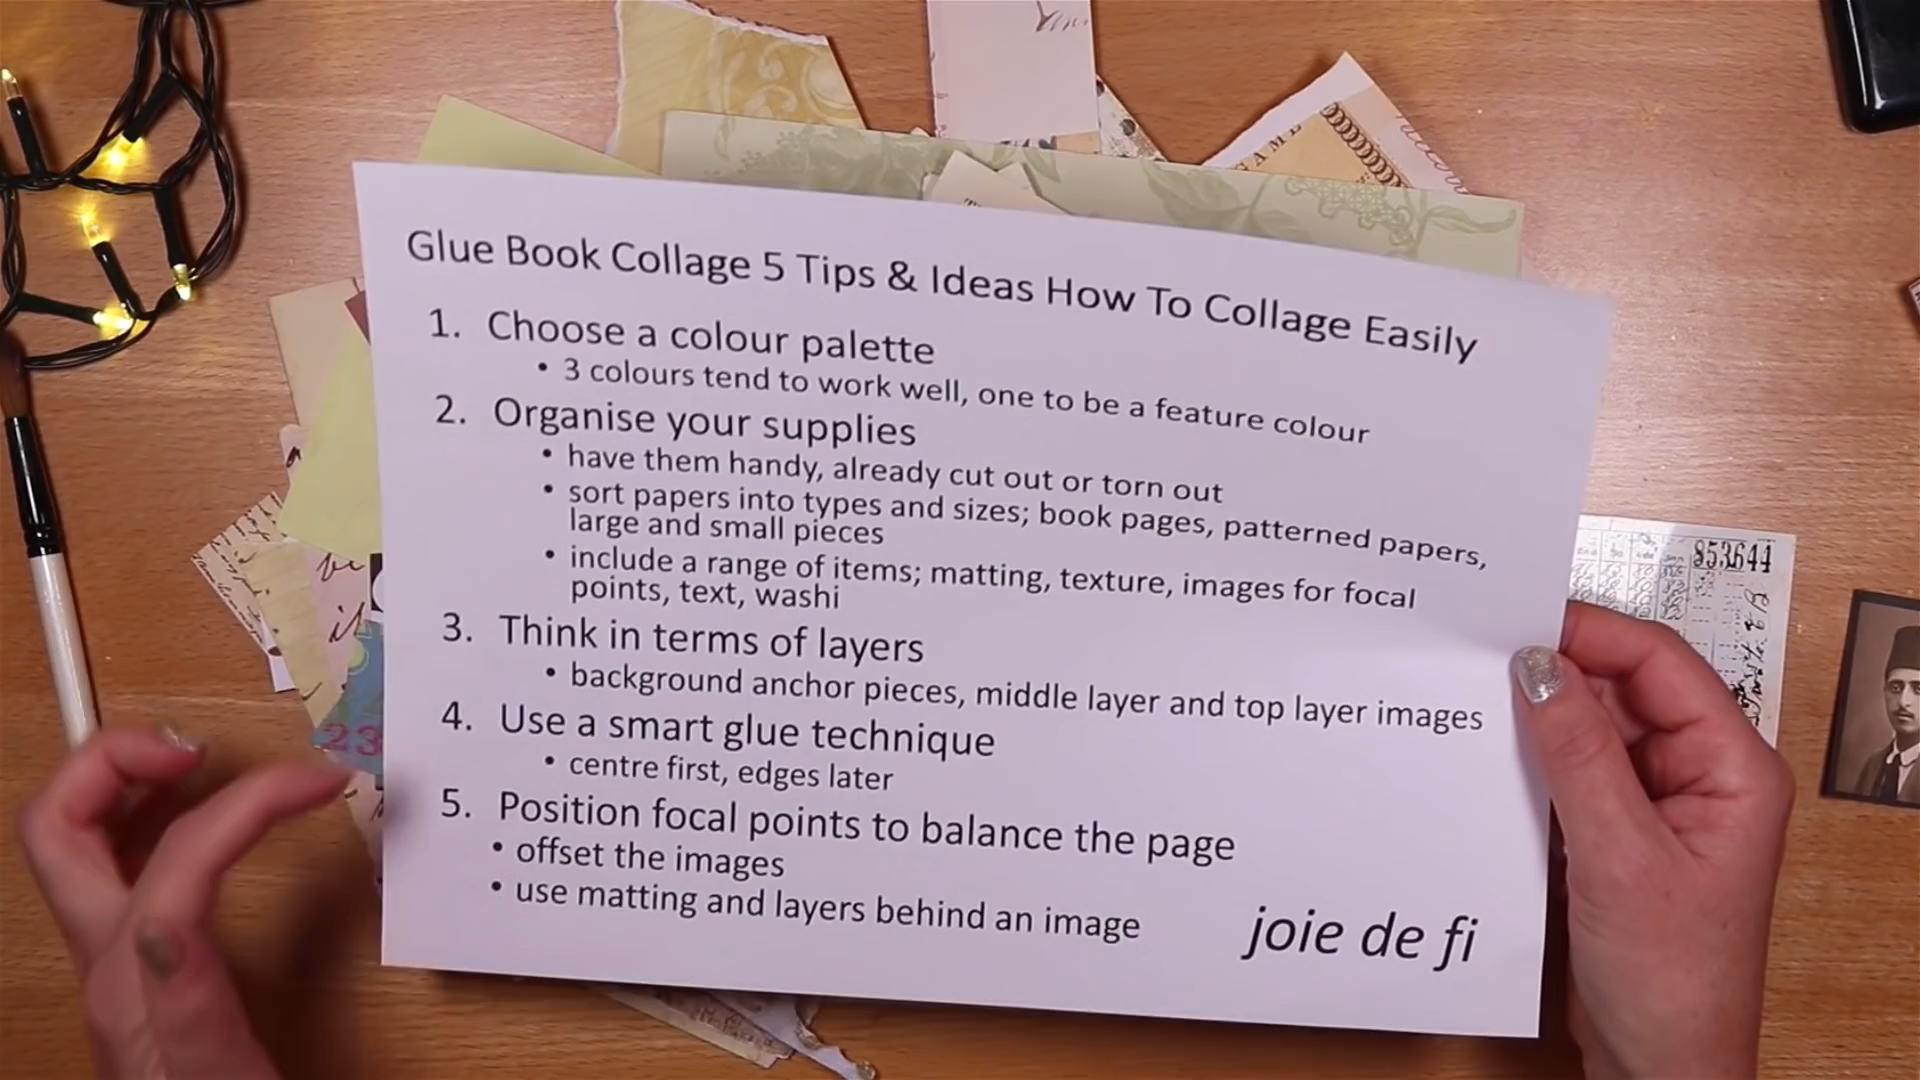 Glue Book Collage 5 Tips & Ideas How To Collage Easily
1. Choose a colour palette
• 3 colours tend to work well, one to be a feature colour
2. Organise your supplies
• have them handy, already cut out or torn out
• sort papers into types and sizes; book pages, patterned papers,
large and small pieces
• include a range of items; matting, texture, images for focal
points, text, washi
3. Think in terms of layers
• background anchor pieces, middle layer and top layer images
4. Use a smart glue technique
• centre first, edges later
5. Position focal points to balance the page
• offset the images
• use matting and layers behind an image
joie de fi
853644
23